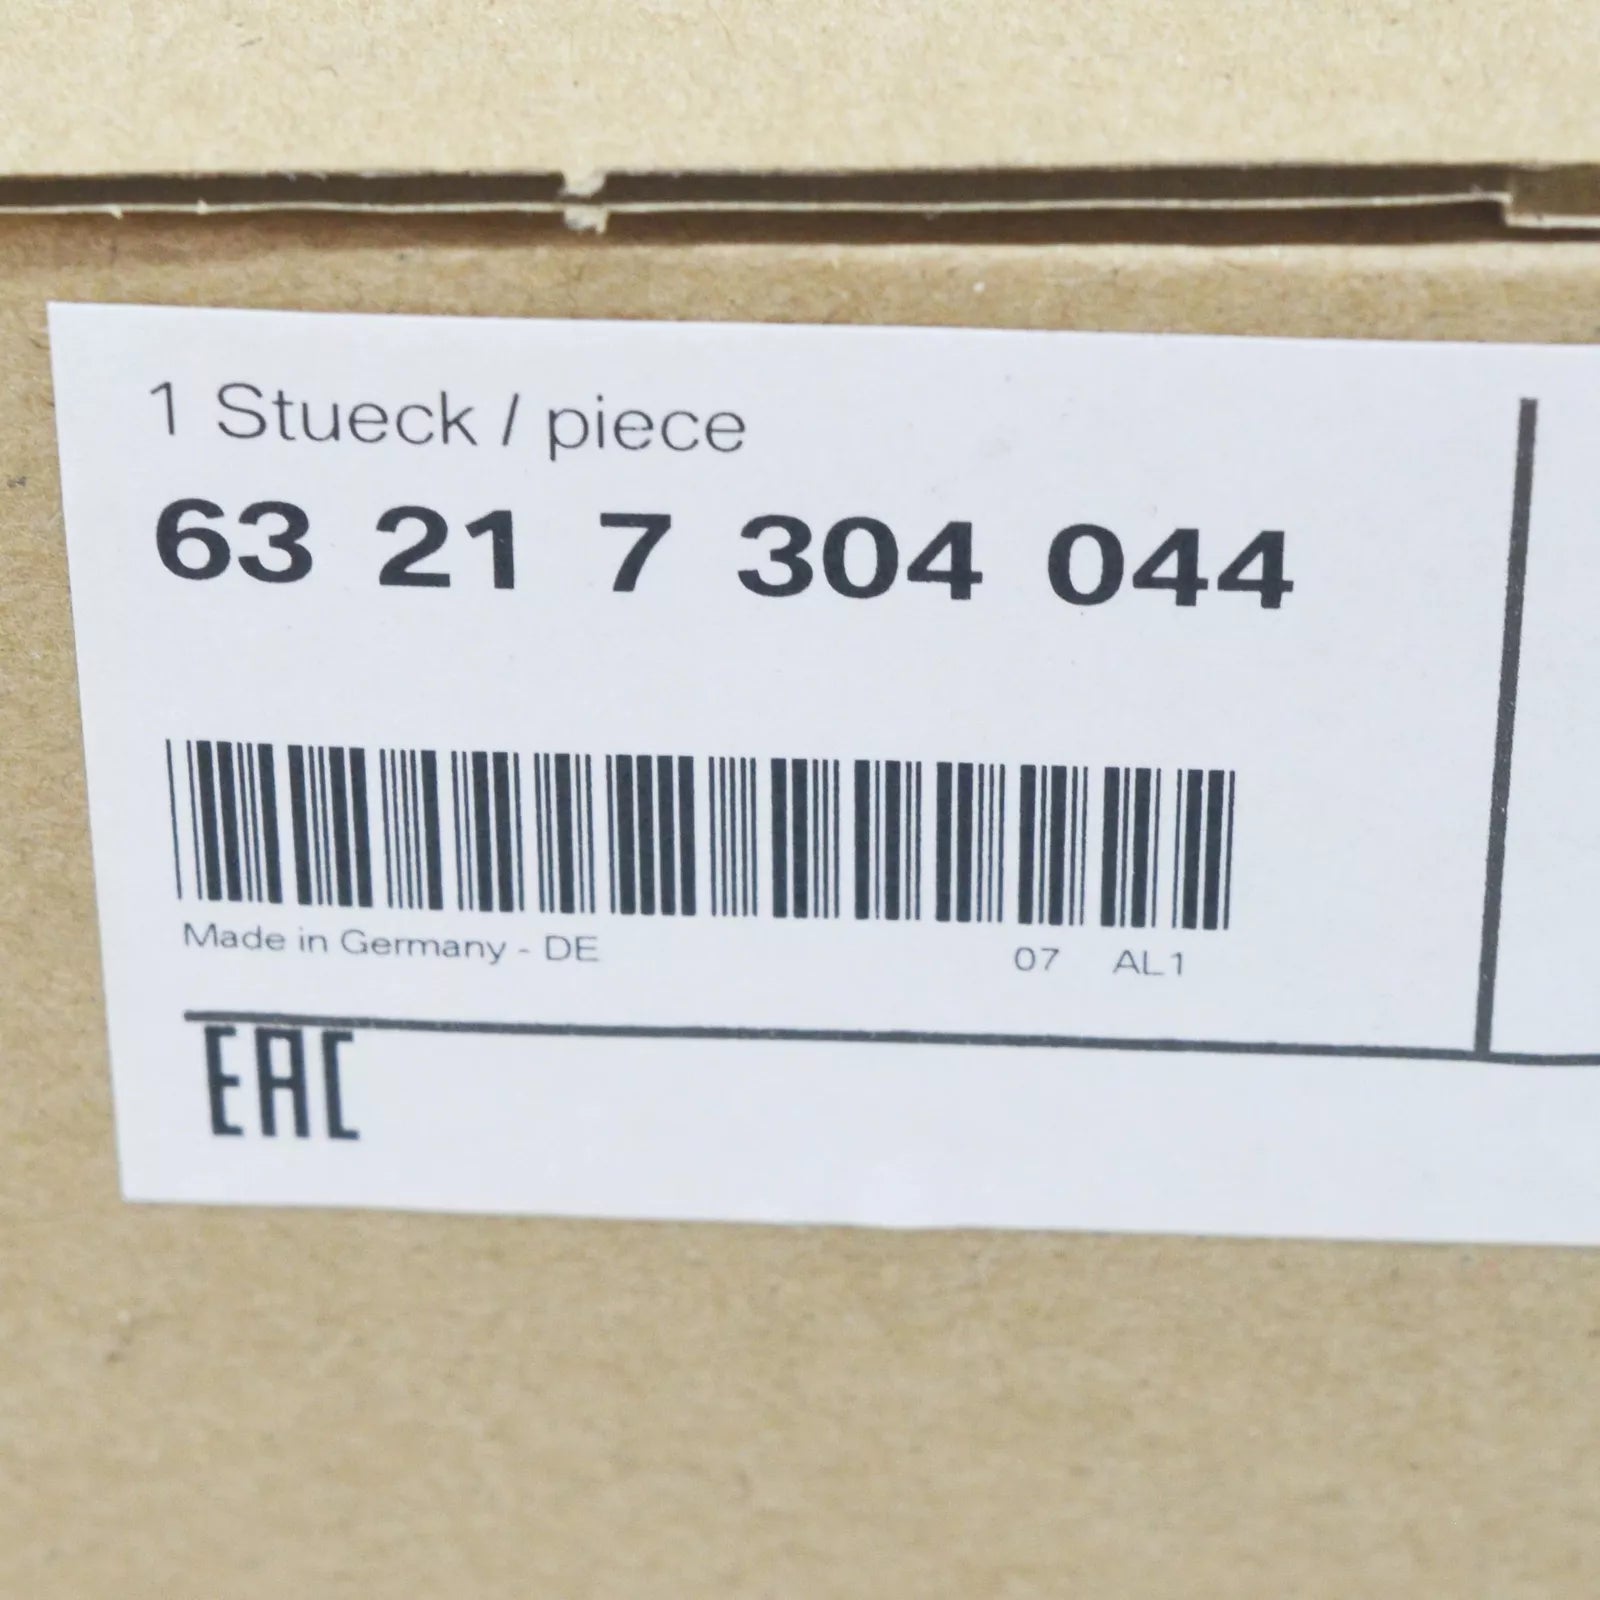 1 Stueck / piece
63 21 7 304 044
Made in Germany - DE 07 AL1
EAC